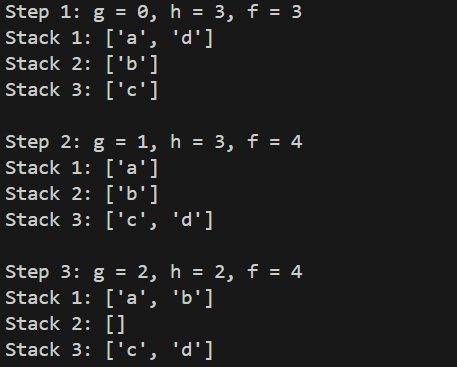 Step 1: g = 0, h = 3, f = 3
Stack 1: ['a', 'd']
Stack 2: ['b']
Stack 3: ['c']
Step 2: g = 1, h = 3, f = 4
Stack 1: ['a']
Stack 2: ['b']
Stack 3: ['c', 'd']
Step 3: g = 2, h = 2, f = 4
Stack 1: ['a', 'b']
Stack 2: []
Stack 3: ['c', 'd']